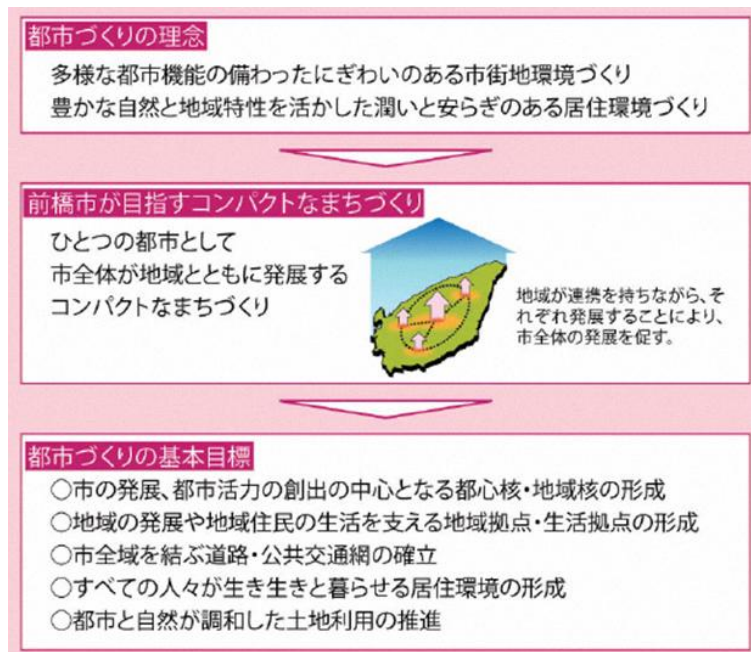 都市づくりの理念
多様な都市機能の備わったにぎわいのある市街地環境づくり
豊かな自然と地域特性を活かした潤いと安らぎのある居住環境づくり
前橋市が目指すコンパクトなまちづくり
ひとつの都市として
市全体が地域とともに発展する
コンパクトなまちづくり
地域が連携を持ちながら、そ
れぞれ発展することにより、
市全体の発展を促す。
都市づくりの基本目標
○市の発展、都市活力の創出の中心となる都心核・地域核の形成
○地域の発展や地域住民の生活を支える地域拠点・生活拠点の形成
○市全域を結ぶ道路・公共交通網の確立
○すべての人々が生き生きと暮らせる居住環境の形成
○都市と自然が調和した土地利用の推進